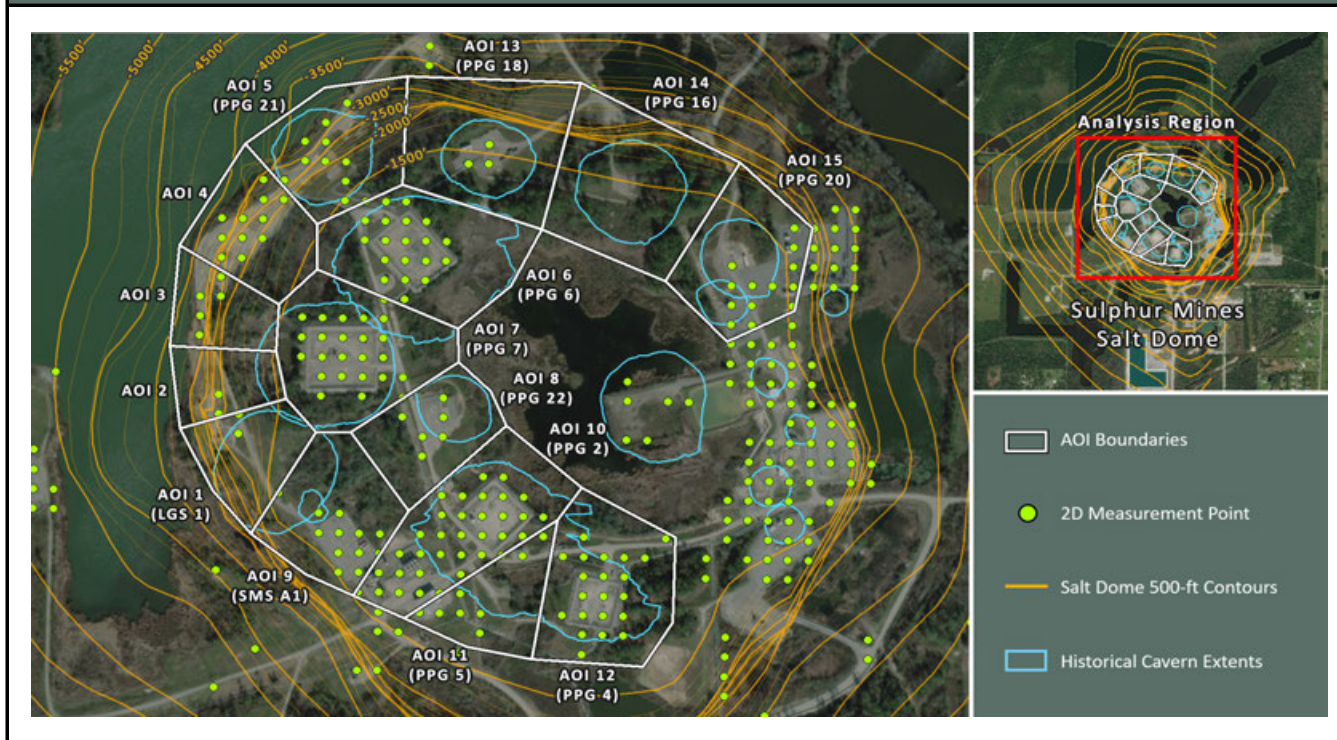 -5500'
-5000'
-4500'
-4000'
-3500'
-3000'
-2500'
-2000'
-1500'
AOI 13
(PPG 18)
AOI 5
(PPG 21)
AOI 14
(PPG 16)
AOI 15
(PPG 20)
AOI 4
AOI 3
AOI 6
(PPG 6)
AOI 7
(PPG 7)
AOI 2
AOI 8
(PPG 22)
AOI 10
(PPG 2)
AOI 1
(LGS 1)
AOI 9
(SMS A1)
AOI 11
(PPG 5)
AOI 12
(PPG 4)
Analysis Region
Sulphur Mines
Salt Dome
AOI Boundaries
2D Measurement Point
Salt Dome 500-ft Contours
Historical Cavern Extents